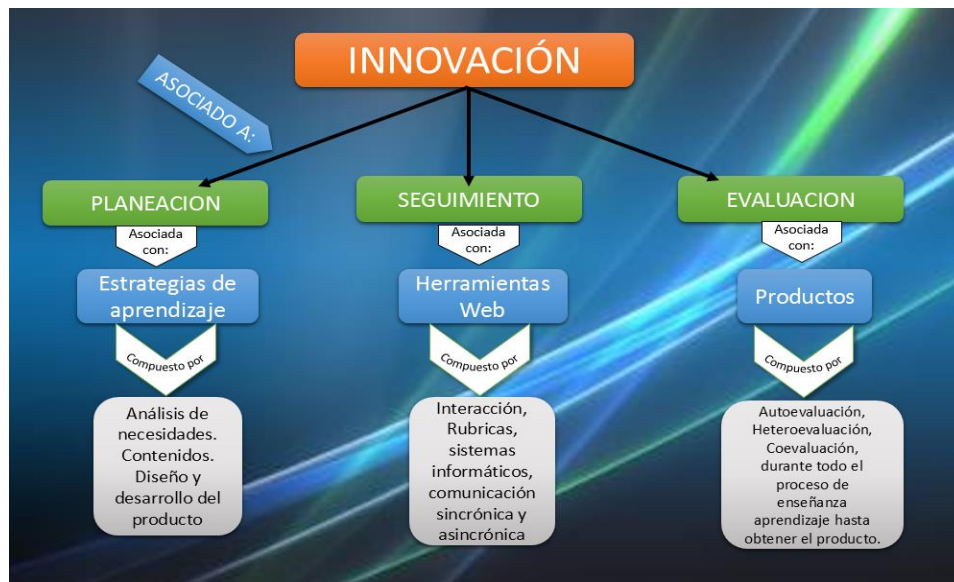 INNOVACIÓN
ASOCIADO A:
PLANEACION
Asociada
con:
Estrategias de
aprendizaje
Compuesto por
Análisis de
necesidades.
Contenidos.
Diseño y
desarrollo del
producto
SEGUIMIENTO
Asociada
con:
Herramientas
Web
Compuesto por
Interacción,
Rubricas,
sistemas
informáticos,
comunicación
sincrónica y
asincrónica
EVALUACION
Asociada
con:
Productos
Compuesto por
Autoevaluación,
Heteroevaluación,
Coevaluación,
durante todo el
proceso de
enseñanza
aprendizaje hasta
obtener el producto.